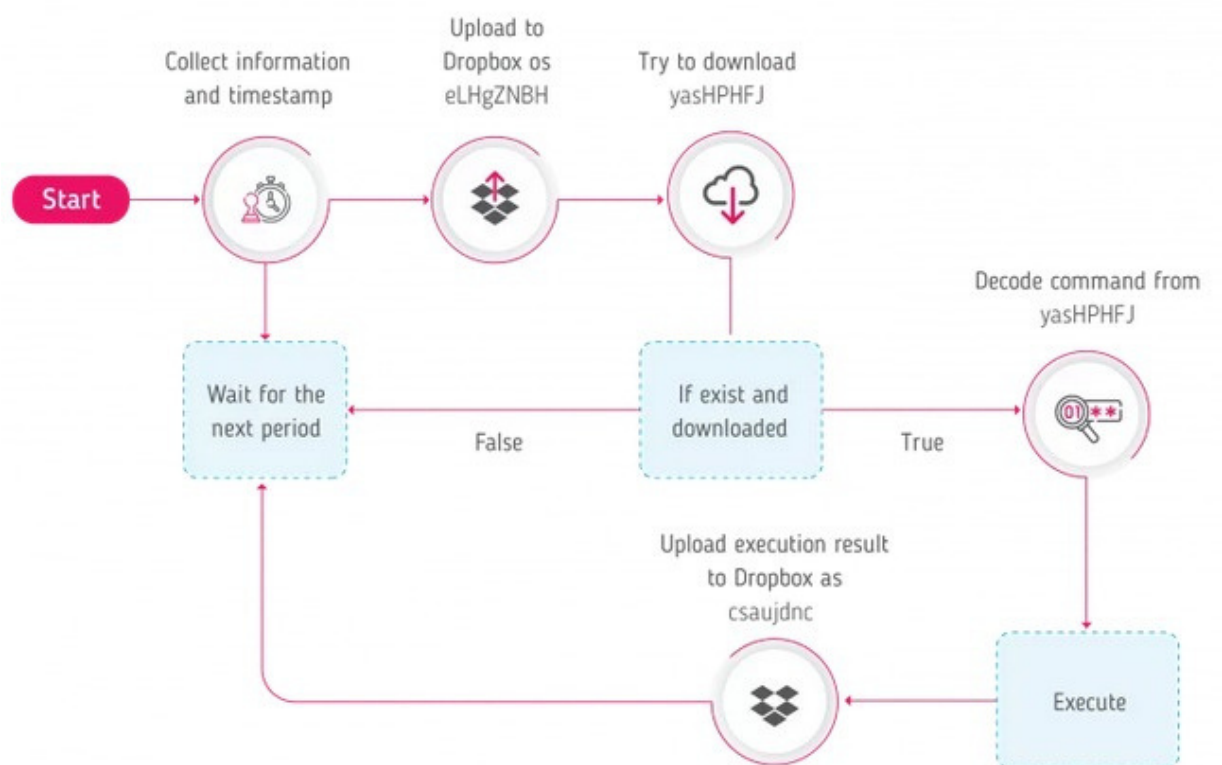 Start
Collect information
and timestamp
Upload to
Dropbox os
eLHgZNBH
Try to download
yasHPHFJ
Decode command from
yasHPHFJ
01**
Wait for the
next period
False
If exist and
downloaded
True
Upload execution result
to Dropbox as
csaujdnc
Execute